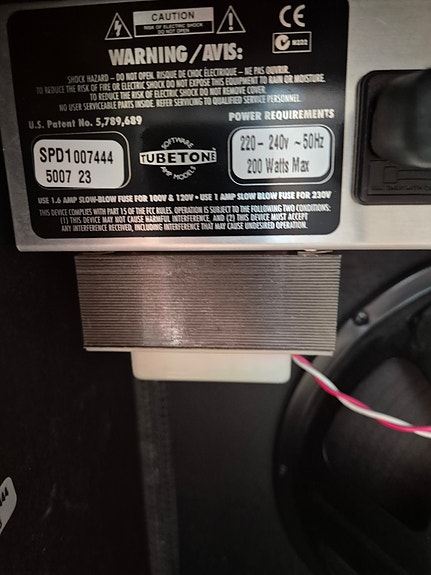 CAUTION
RISK OF ELECTRIC SHOCK
DO NOT OPEN
CE
N232
WARNING/AVIS:
SHOCK HAZARD – DO NOT OPEN. RISQUE DE CHOC ÉLECTRIQUE – NE PAS OUVRIR.
TO REDUCE THE RISK OF FIRE OR ELECTRIC SHOCK DO NOT EXPOSE THIS EQUIPMENT TO RAIN OR MOISTURE.
TO REDUCE THE RISK OF ELECTRIC SHOCK DO NOT REMOVE COVER.
NO USER SERVICEABLE PARTS INSIDE. REFER SERVICING TO QUALIFIED SERVICE PERSONNEL.
U.S. Patent No. 5,789,689
POWER REQUIREMENTS
SPD1007444
5007 23
SOFTWARE
TUBETONE
AMP MODELS
220- 240v ~ 50Hz
200 Watts Max
USE 1.6 AMP SLOW-BLOW FUSE FOR 100V & 120V • USE 1 AMP SLOW BLOW FUSE FOR 230V
THIS DEVICE COMPLIES WITH PART 15 OF THE FCC RULES. OPERATION IS SUBJECT TO THE FOLLOWING TWO CONDITIONS:
(1) THIS DEVICE MAY NOT CAUSE HARMFUL INTERFERENCE, AND (2) THIS DEVICE MUST ACCEPT
ANY INTERFERENCE RECEIVED, INCLUDING INTERFERENCE THAT MAY CAUSE UNDESIRED OPERATION.